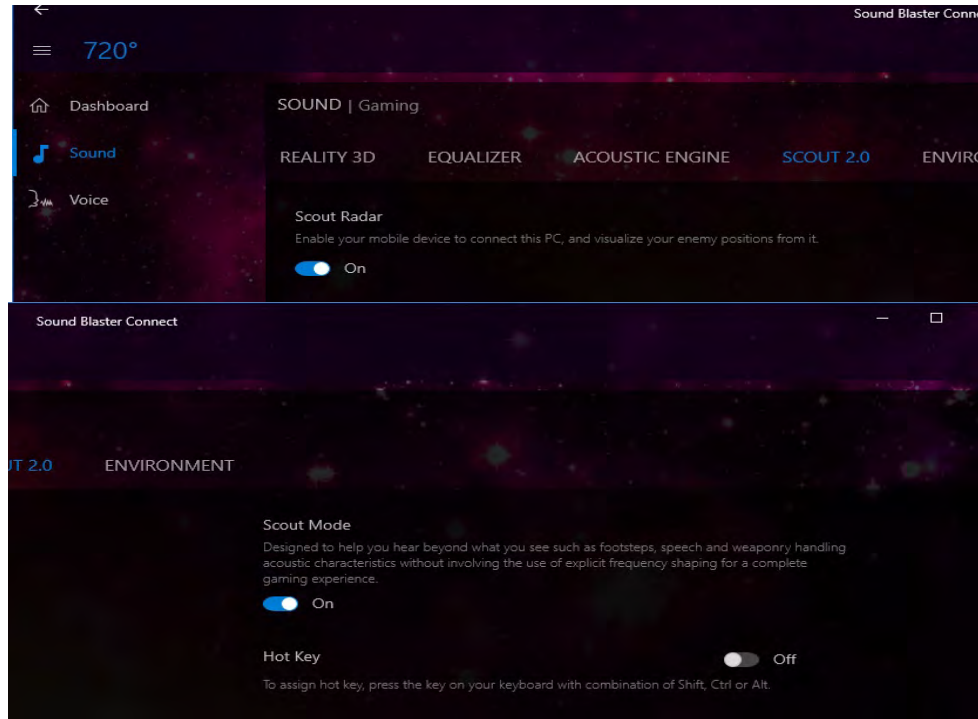 Sound Blaster Conne
720°
Dashboard
SOUND | Gaming
Sound
REALITY 3D EQUALIZER ACOUSTIC ENGINE SCOUT 2.0 ENVIRO
Voice
Scout Radar
Enable your mobile device to connect this PC, and visualize your enemy positions from it.
On
Sound Blaster Connect
UT 2.0 ENVIRONMENT
Scout Mode
Designed to help you hear beyond what you see such as footsteps, speech and weaponry handling
acoustic characteristics without involving the use of explicit frequency shaping for a complete
gaming experience.
On
Hot Key Off
To assign hot key, press the key on your keyboard with combination of Shift, Ctrl or Alt.